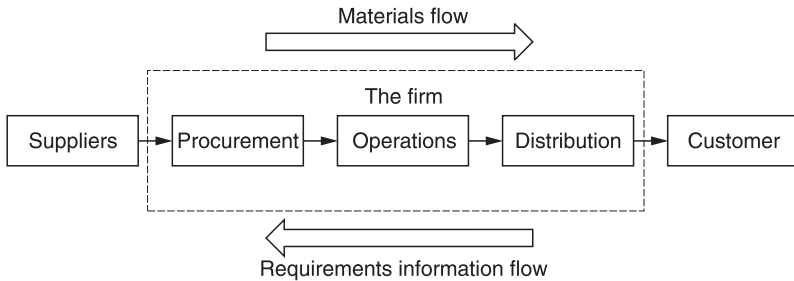 Materials flow
The firm
Suppliers
Procurement
Operations
Distribution
Customer
Requirements information flow